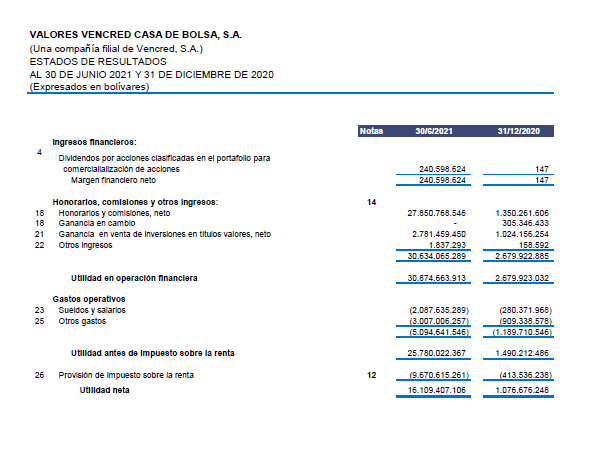 VALORES VENCRED CASA DE BOLSA, S.A.
(Una compañía filial de Vencred, S.A.)
ESTADOS DE RESULTADOS
AL 30 DE JUNIO 2021 Y 31 DE DICIEMBRE DE 2020
(Expresados en bolívares)
Notas 30/6/2021 31/12/2020
Ingresos financieros:
4
Dividendos por acciones clasificadas en el portafolio para
comercialialización de acciones 240.598.624 147
Margen financiero neto 240.598.624 147
Honorarios, comisiones y otros ingresos: 14
18 Honorarios y comisiones, neto 27.850.768.546 1.350.261.606
18 Ganancia en cambio - 305.346.433
21 Ganancia en venta de inversiones en títulos valores, neto 2.781.459.450 1.024.156.254
22 Otros ingresos 1.837.293 158.592
30.634.065.289 2.679.922.885
Utilidad en operación financiera 30.874.663.913 2.679.923.032
Gastos operativos
23 Sueldos y salarios (2.087.635.289) (280.371.968)
25 Otros gastos (3.007.006.257) (909.338.578)
(5.094.641.546) (1.189.710.546)
Utilidad antes de impuesto sobre la renta 25.780.022.367 1.490.212.486
26 Provisión de impuesto sobre la renta 12 (9.670.615.261) (413.536.238)
Utilidad neta 16.109.407.106 1.076.676.248